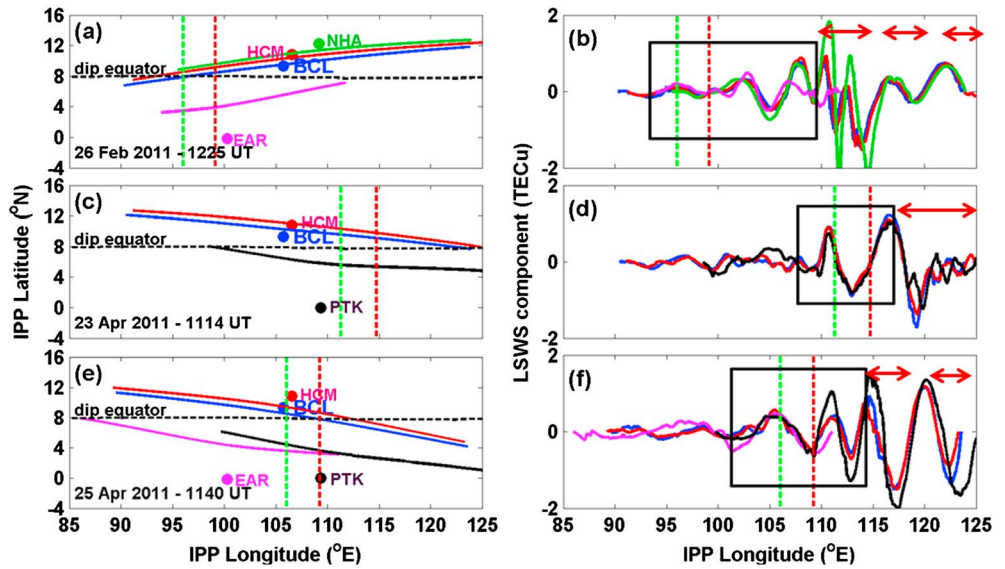 (a)
16
12
8
4
0
-4
NHA
HCM
BCL
dip equator
EAR
26 Feb 2011 - 1225 UT
(b)
2
0
-2
(c)
16
12
8
4
0
-4
HCM
BCL
dip equator
PTK
23 Apr 2011 - 1114 UT
IPP Latitude (°N)
(d)
2
0
-2
LSWS component (TECu)
(e)
16
12
8
4
0
-4
HCM
BCL
dip equator
EAR
PTK
25 Apr 2011 - 1140 UT
85 90 95 100 105 110 115 120 125
IPP Longitude (°E)
(f)
2
0
-2
85 90 95 100 105 110 115 120 125
IPP Longitude (°E)